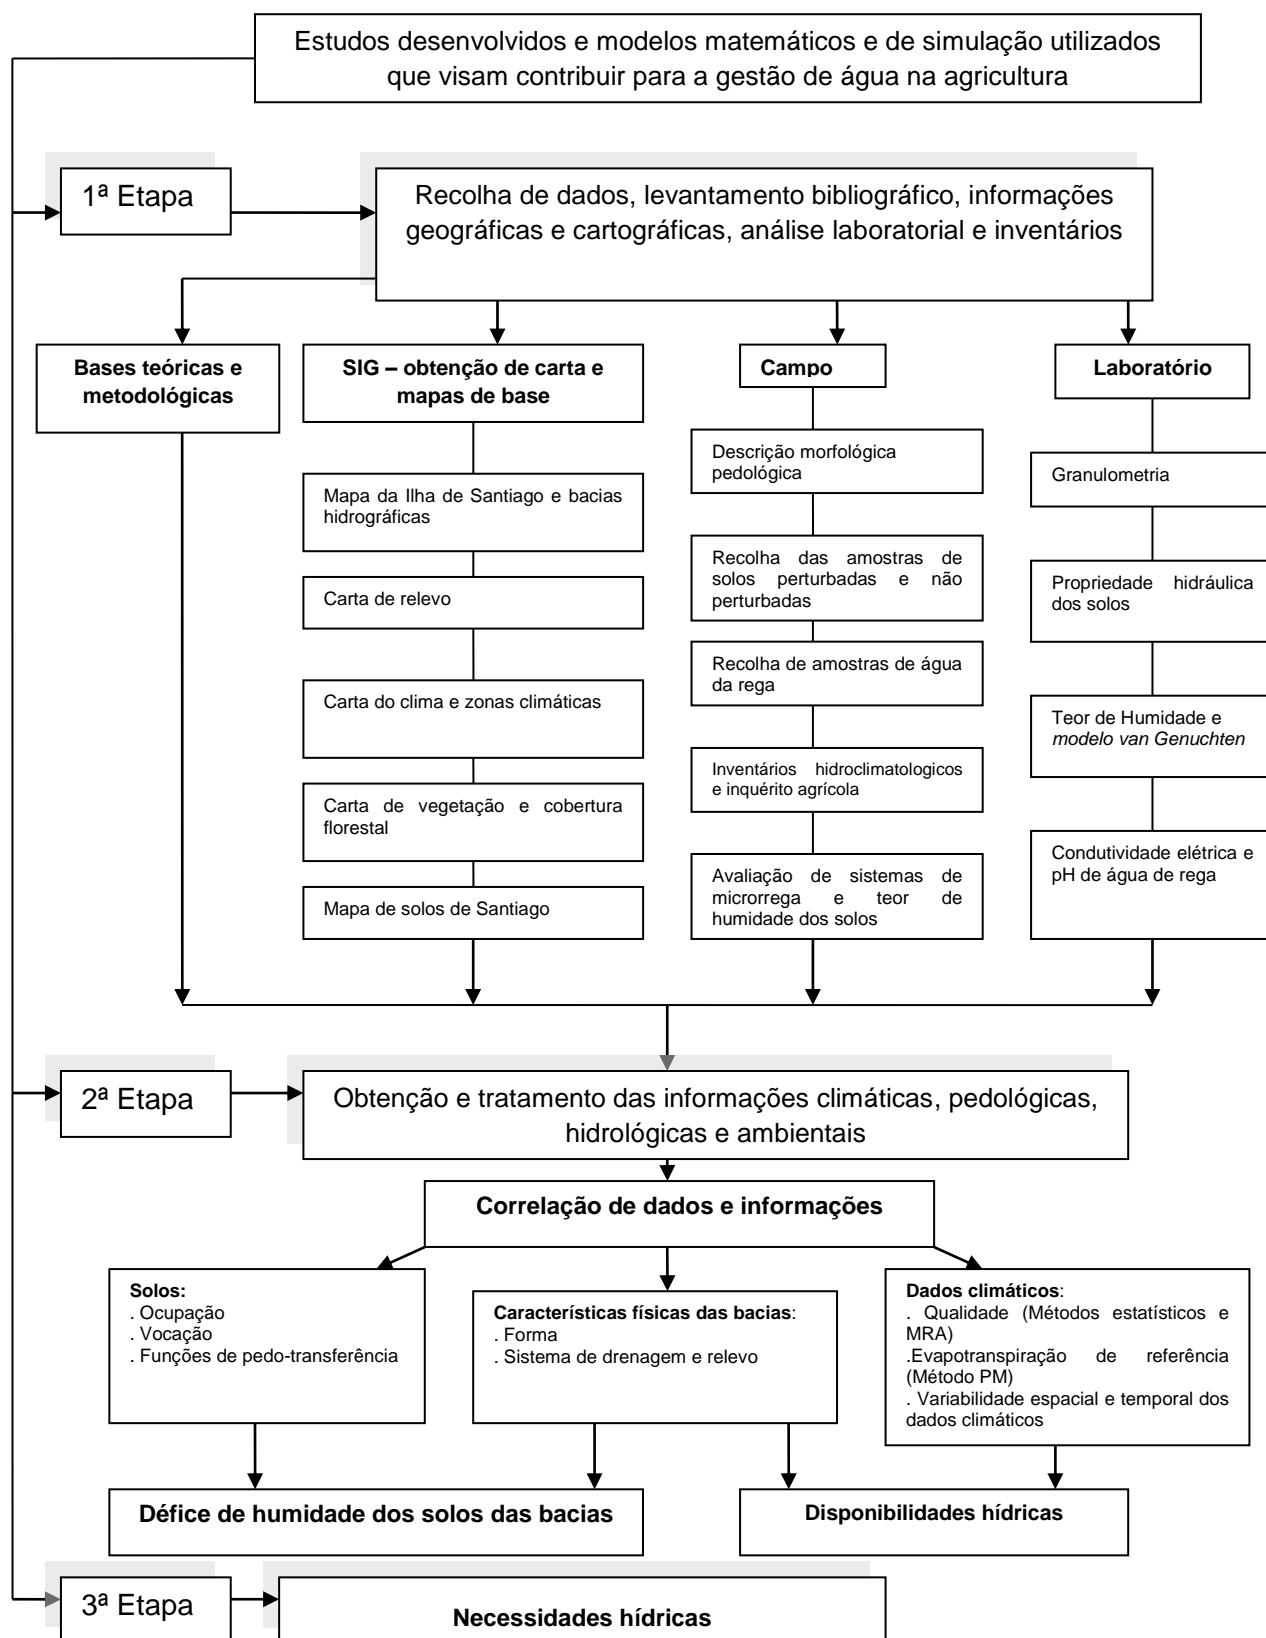 Estudos desenvolvidos e modelos matemáticos e de simulação utilizados
que visam contribuir para a gestão de água na agricultura
1ª Etapa
Recolha de dados, levantamento bibliográfico, informações
geográficas e cartográficas, análise laboratorial e inventários
Bases teóricas e
metodológicas
SIG – obtenção de carta e
mapas de base
Mapa da Ilha de Santiago e bacias
hidrográficas
Carta de relevo
Carta do clima e zonas climáticas
Carta de vegetação e cobertura
florestal
Mapa de solos de Santiago
Campo
Descrição morfológica
pedológica
Recolha das amostras de
solos perturbadas e não
perturbadas
Recolha de amostras de água
da rega
Inventários hidroclimatologicos
e inquérito agrícola
Avaliação de sistemas de
microrrega e teor de
humidade dos solos
Laboratório
Granulometria
Propriedade hidráulica
dos solos
Teor de Humidade e
modelo van Genuchten
Condutividade elétrica e
pH de água de rega
2ª Etapa
Obtenção e tratamento das informações climáticas, pedológicas,
hidrológicas e ambientais
Correlação de dados e informações
Solos:
. Ocupação
. Vocação
. Funções de pedo-transferência
Características físicas das bacias:
. Forma
. Sistema de drenagem e relevo
Dados climáticos:
. Qualidade (Métodos estatísticos e
MRA)
.Evapotranspiração de referência
(Método PM)
. Variabilidade espacial e temporal dos
dados climáticos
Défice de humidade dos solos das bacias
Disponibilidades hídricas
3ª Etapa
Necessidades hídricas